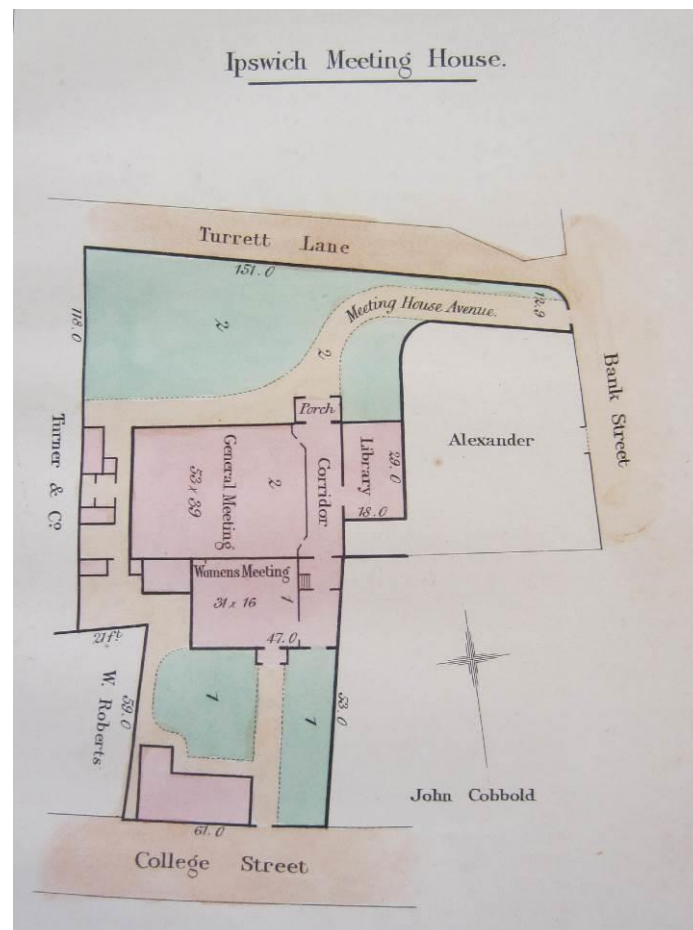 Ipswich Meeting House.
Turrett Lane
151.0
Meeting House Avenue.
12.9
118.0
2
2
Bank Street
Porch
Alexander
Turner & Co.
General Meeting
53 x 39
2
Corridor
Library
29.0
18.0
Womens Meeting
31 x 16
1
47.0
21 ft.
W. Roberts
59.0
1
1
53.0
John Cobbold
61.0
College Street